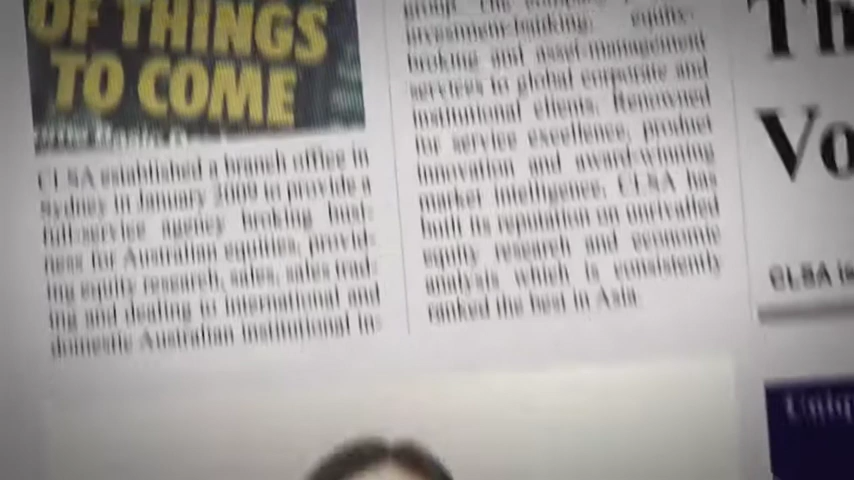 OF THINGS
TO COME
CLSA established a branch office in
Sydney in January 2009 to provide a
full-service agency broking busi-
ness for Australian equities, provid-
ing equity research, sales, sales trad-
ing and dealing to international and
domestic Australian institutional in-
investment-banking, equity-
broking and asset-management
services to global corporate and
institutional clients. Renowned
for service excellence, product
innovation and award-winning
market intelligence, CLSA has
built its reputation on unrivalled
equity research and economic
analysis which is consistently
ranked the best in Asia.
Th
Vo
CLSA is
Uniq